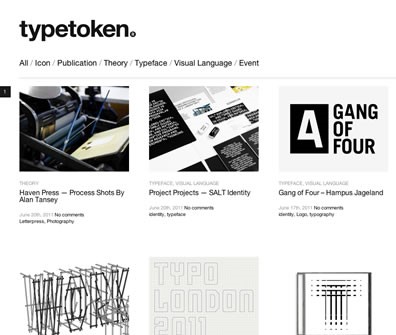 typetoken®
All / Icon / Publication / Theory / Typeface / Visual Language / Event
1
A GANG
OF
FOUR
THEORY
Haven Press — Process Shots By
Alan Tansey
June 20th, 2011 No comments
Letterpress, Photography
TYPEFACE, VISUAL LANGUAGE
Project Projects — SALT Identity
June 20th, 2011 No comments
identity, typeface
TYPEFACE, VISUAL LANGUAGE
Gang of Four – Hampus Jageland
June 17th, 2011 No comments
identity, Logo, typography
TYPO
LONDON
2011